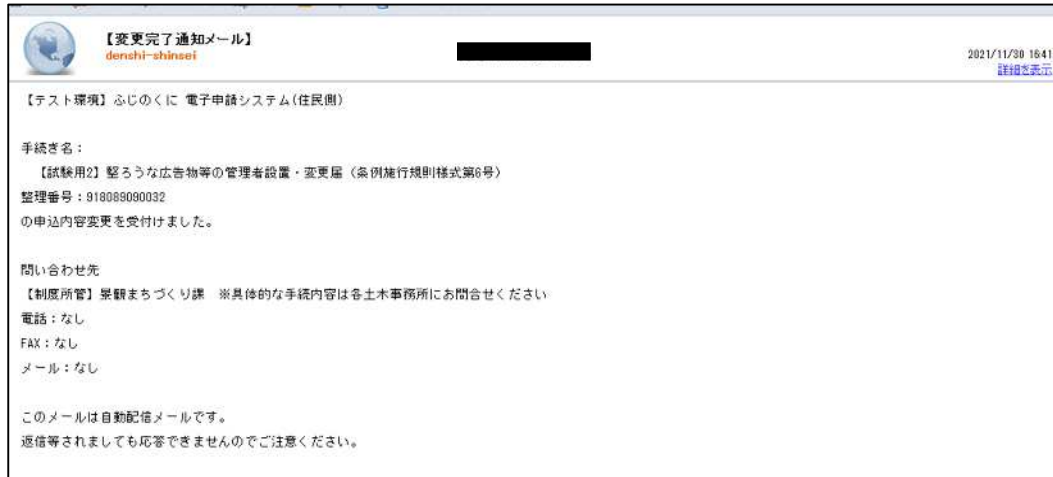 【変更完了通知メール】
denshi-shinsei
2021/11/30 16:41
詳細を表示
【テスト環境】ふじのくに 電子申請システム(住民側)
手続き名：
【試験用2】堅ろうな広告物等の管理者設置・変更届（条例施行規則様式第6号）
整理番号：918089090032
の申込内容変更を受付けました。
問い合わせ先
【制度所管】景観まちづくり課　※具体的な手続内容は各土木事務所にお問合せください
電話：なし
FAX：なし
メール：なし
このメールは自動配信メールです。
返信等されましても応答できませんのでご注意ください。